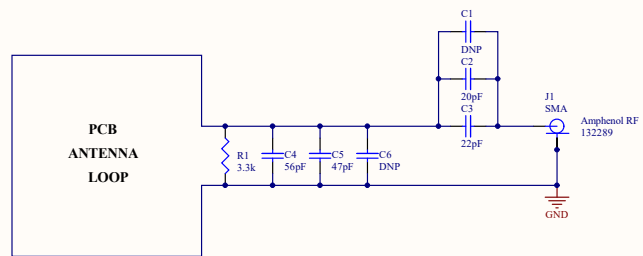 C1
DNP
C2
20pF
C3
22pF
J1
SMA
Amphenol RF
132289
PCB
ANTENNA
LOOP
R1
3.3k
C4
56pF
C5
47pF
C6
DNP
GND